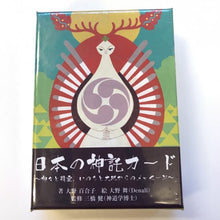 日本の神託カード
著 大野 百合子 絵 大野 舞(Denali)
監修 三橋 健(神道学博士)